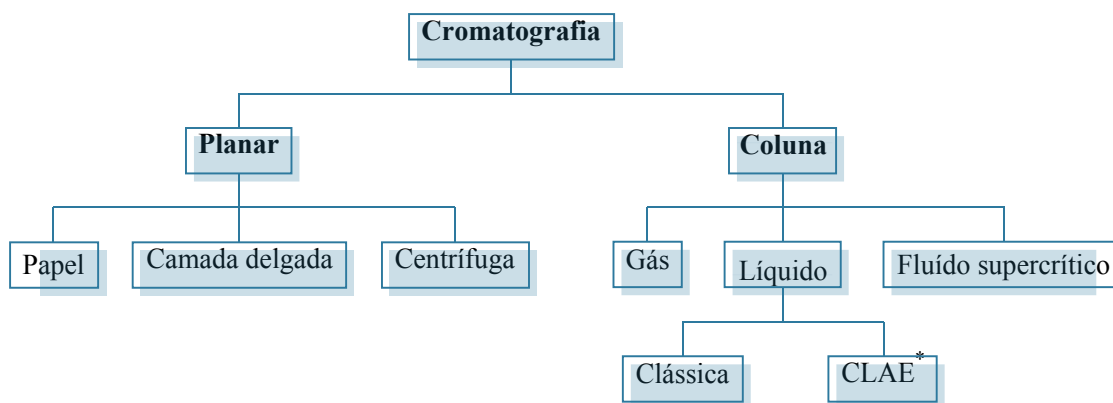 Cromatografia
Planar
Coluna
Papel
Camada delgada
Centrífuga
Gás
Líquido
Fluído supercrítico
Clássica
CLAE*